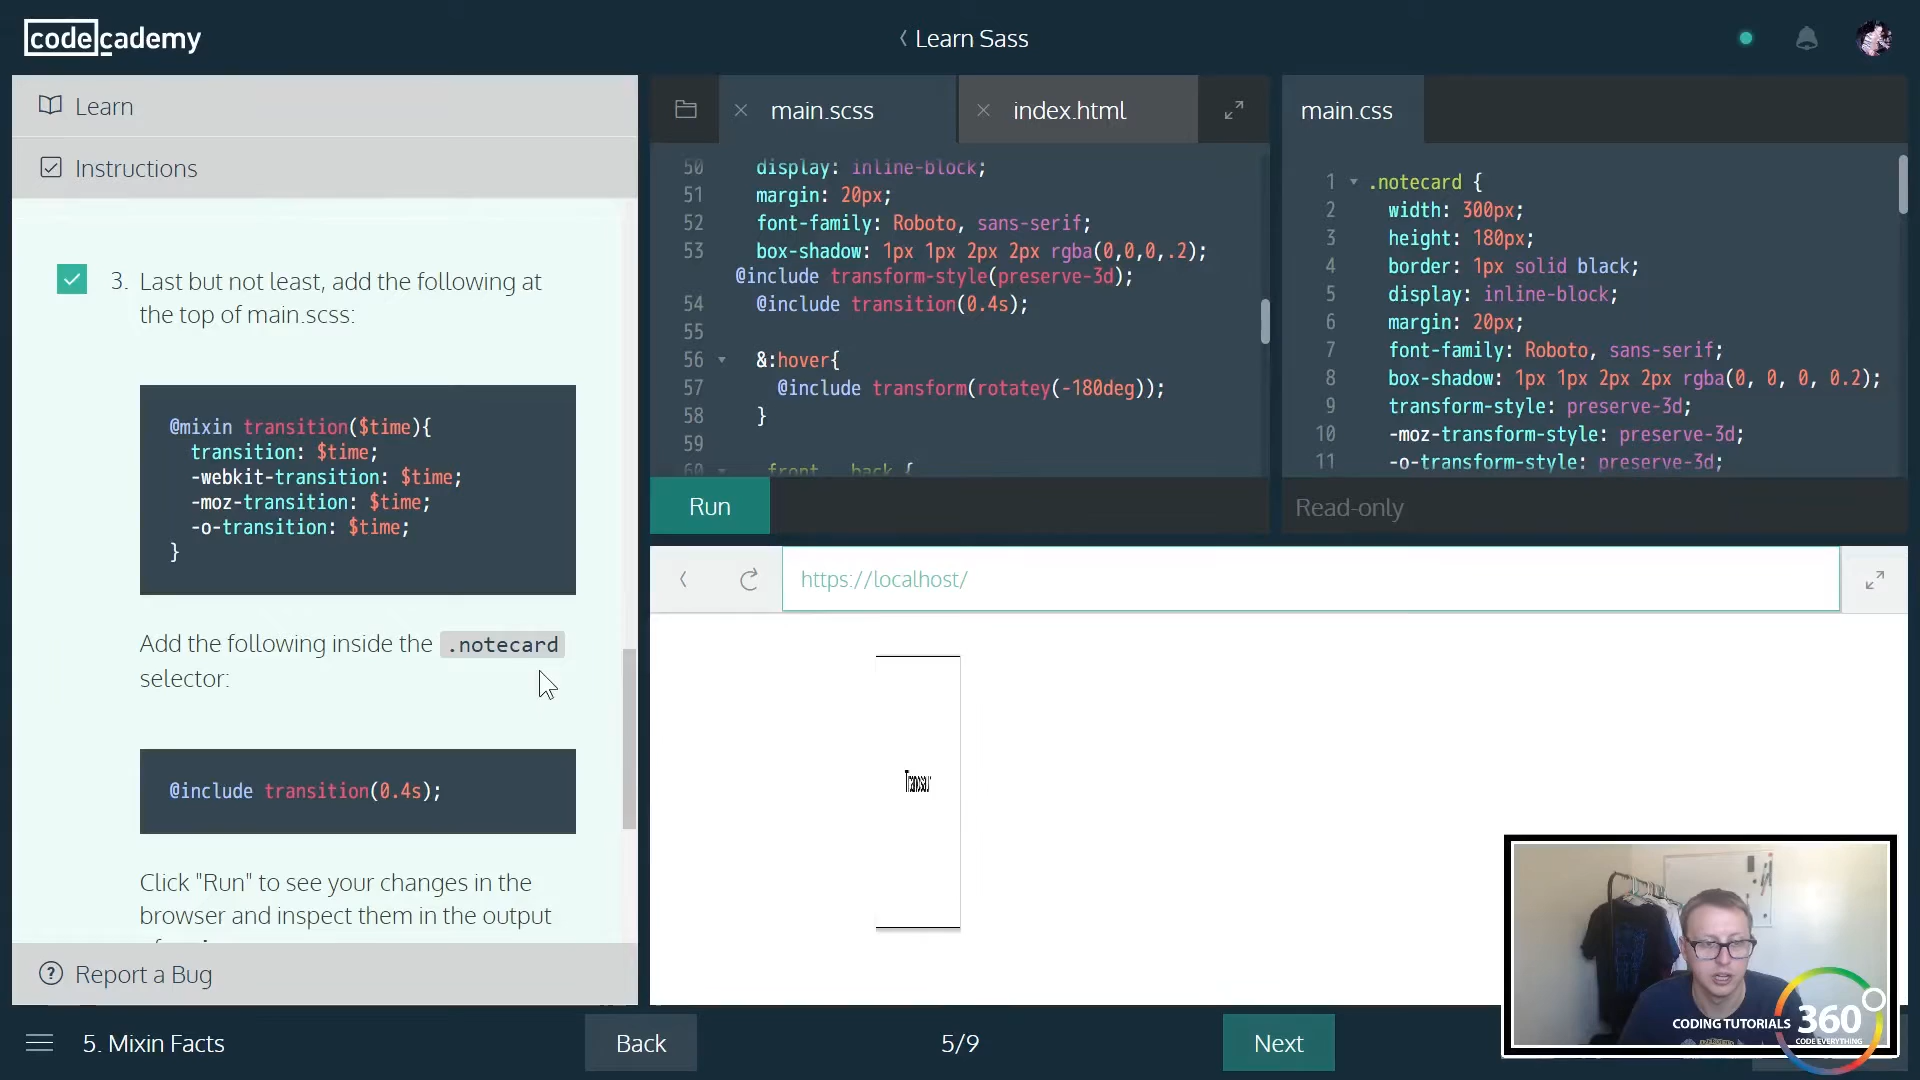 codecademy
Learn Sass
Learn
Instructions
3. Last but not least, add the following at
the top of main.scss:
@mixin transition($time){
transition: $time;
-webkit-transition: $time;
-moz-transition: $time;
-o-transition: $time;
}
Add the following inside the .notecard
selector:
@include transition(0.4s);
Click "Run" to see your changes in the
browser and inspect them in the output
Report a Bug
main.scss
index.html
50 display: inline-block;
51 margin: 20px;
52 font-family: Roboto, sans-serif;
53 box-shadow: 1px 1px 2px 2px rgba(0,0,0,.2);
@include transform-style(preserve-3d);
54 @include transition(0.4s);
55
56 &:hover{
57 @include transform(rotatey(-180deg));
58 }
59
60 .front, .back {
Run
main.css
1 .notecard {
2 width: 300px;
3 height: 180px;
4 border: 1px solid black;
5 display: inline-block;
6 margin: 20px;
7 font-family: Roboto, sans-serif;
8 box-shadow: 1px 1px 2px 2px rgba(0, 0, 0, 0.2);
9 transform-style: preserve-3d;
10 -moz-transform-style: preserve-3d;
11 -o-transform-style: preserve-3d;
Read-only
https://localhost/
5. Mixin Facts
Back
5/9
Next
CODING TUTORIALS 360
CODE EVERYTHING